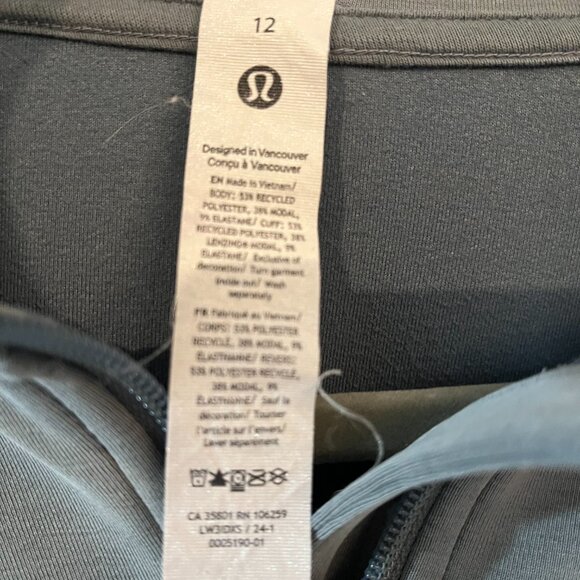 12
Designed in Vancouver
Conçu à Vancouver
EN Made in Vietnam/
BODY: 53% RECYCLED
POLYESTER, 38% MODAL,
9% ELASTANE/ CUFF: 53%
RECYCLED POLYESTER, 38%
LENZING® MODAL, 9%
ELASTANE/ Exclusive of
decoration/ Turn garment
inside out/ Wash
separately
FR Fabriqué au Vietnam/
CORPS: 53% POLYESTER
RECYCLÉ, 38% MODAL, 9%
ÉLASTHANNE/ REVERS:
53% POLYESTER RECYCLÉ,
38% MODAL, 9%
ÉLASTHANNE/ Sauf la
décoration/ Tourner
l'article sur l'envers/
Laver séparément
CA 35801 RN 106259
LW3IDXS / 24-1
0005190-01